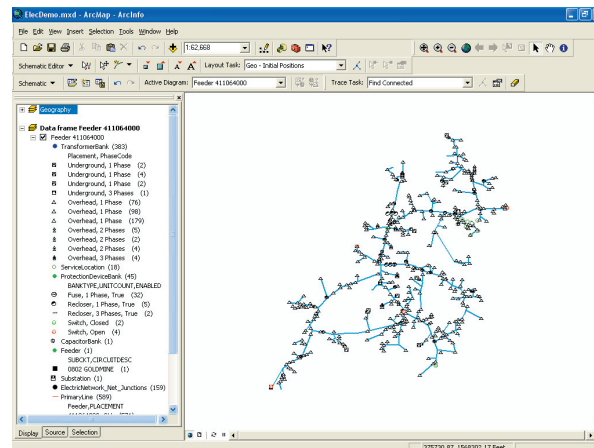 ElecDemo.mxd - ArcMap - ArcInfo
File Edit View Insert Selection Tools Window Help
1:62,668
Schematic Editor
Layout Task: Geo - Initial Positions
Schematic
Active Diagram: Feeder 411064000
Trace Task: Find Connected
Geography
Data frame Feeder 411064000
Feeder 411064000
TransformerBank (383)
Placement, PhaseCode
Underground, 1 Phase (2)
Underground, 1 Phase (4)
Underground, 1 Phase (2)
Underground, 3 Phases (1)
Overhead, 1 Phase (76)
Overhead, 1 Phase (98)
Overhead, 1 Phase (179)
Overhead, 2 Phases (5)
Overhead, 2 Phases (2)
Overhead, 2 Phases (4)
Overhead, 3 Phases (4)
ServiceLocation (18)
ProtectionDeviceBank (45)
BANKTYPE,UNITCOUNT,ENABLED
Fuse, 1 Phase, True (32)
Recloser, 1 Phase, True (5)
Recloser, 3 Phases, True (2)
Switch, Closed (2)
Switch, Open (4)
CapacitorBank (1)
Feeder (1)
SUBCKT,CIRCUITDESC
0802 GOLDMINE (1)
Substation (1)
ElectricNetwork_Net_Junctions (159)
PrimaryLine (589)
Feeder,PLACEMENT
Display Source Selection